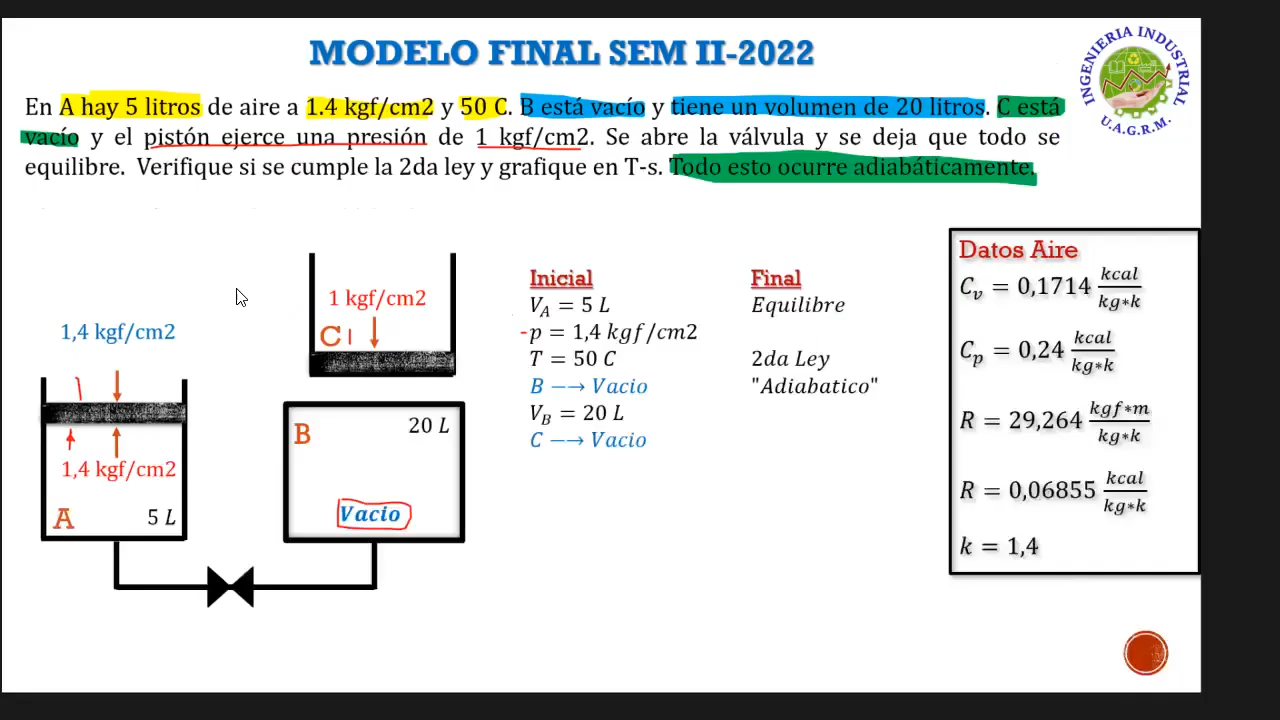 MODELO FINAL SEM II-2022
INGENIERIA INDUSTRIAL
U.A.G.R.M.
En A hay 5 litros de aire a 1.4 kgf/cm2 y 50 C. B está vacío y tiene un volumen de 20 litros. C está
vacío y el pistón ejerce una presión de 1 kgf/cm2. Se abre la válvula y se deja que todo se
equilibre. Verifique si se cumple la 2da ley y grafique en T-s. Todo esto ocurre adiabáticamente.
1,4 kgf/cm2
1,4 kgf/cm2
A
5 L
1 kgf/cm2
C
B
20 L
Vacio
Inicial
V_A = 5 L
p = 1,4 kgf/cm2
T = 50 C
B —→ Vacio
V_B = 20 L
C —→ Vacio
Final
Equilibre
2da Ley
"Adiabatico"
Datos Aire
C_v = 0,1714 kcal/kg*k
C_p = 0,24 kcal/kg*k
R = 29,264 kgf*m/kg*k
R = 0,06855 kcal/kg*k
k = 1,4